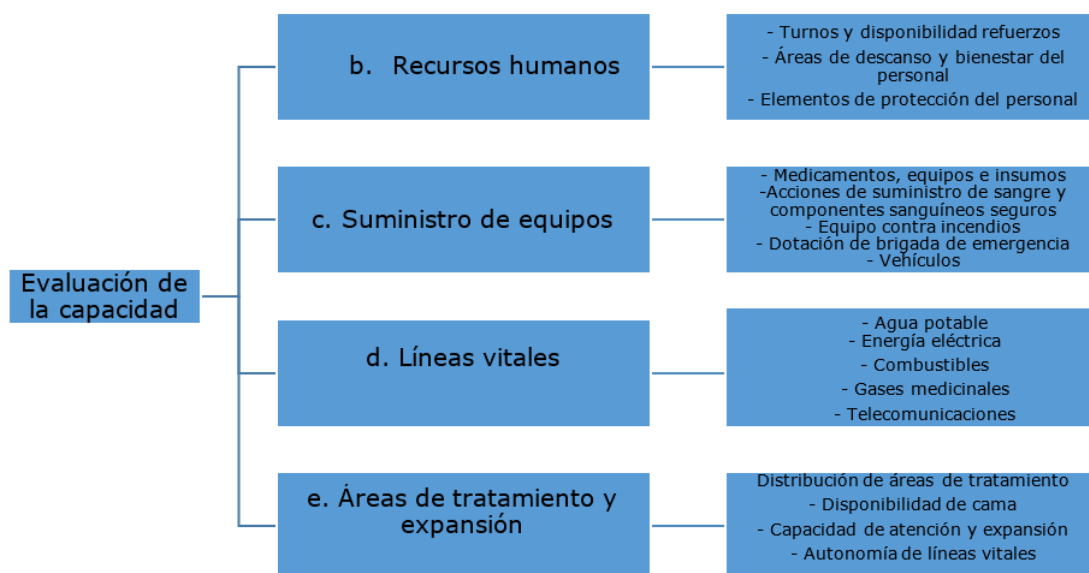 Evaluación de
la capacidad
b. Recursos humanos
- Turnos y disponibilidad refuerzos
- Áreas de descanso y bienestar del
personal
- Elementos de protección del personal
c. Suministro de equipos
- Medicamentos, equipos e insumos
-Acciones de suministro de sangre y
componentes sanguíneos seguros
- Equipo contra incendios
- Dotación de brigada de emergencia
- Vehículos
d. Líneas vitales
- Agua potable
- Energía eléctrica
- Combustibles
- Gases medicinales
- Telecomunicaciones
e. Áreas de tratamiento y
expansión
Distribución de áreas de tratamiento
- Disponibilidad de cama
- Capacidad de atención y expansión
- Autonomía de líneas vitales